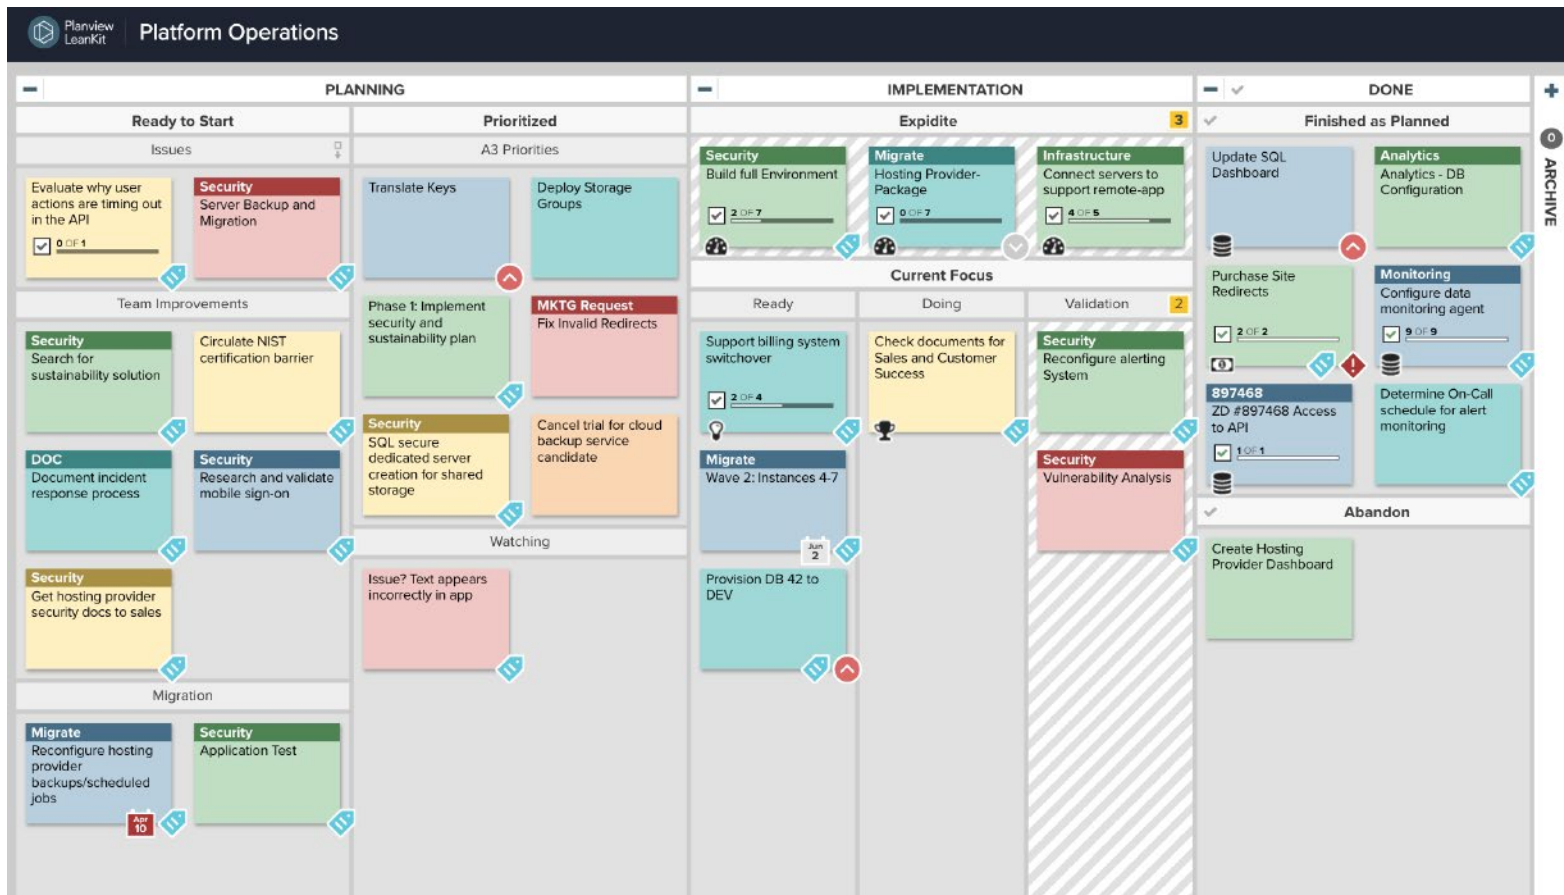 Planview
LeanKit
Platform Operations
PLANNING
IMPLEMENTATION
DONE
Ready to Start
Prioritized
Expidite
3
Finished as Planned
0
ARCHIVE
Issues
A3 Priorities
Evaluate why user
actions are timing out
in the API
0 OF 1
Security
Server Backup and
Migration
Translate Keys
Deploy Storage
Groups
Security
Build full Environment
2 OF 7
Migrate
Hosting Provider-
Package
0 OF 7
Infrastructure
Connect servers to
support remote-app
4 OF 5
Update SQL
Dashboard
Analytics
Analytics - DB
Configuration
Team Improvements
Security
Search for
sustainability solution
Circulate NIST
certification barrier
Phase 1: Implement
security and
sustainability plan
MKTG Request
Fix Invalid Redirects
Current Focus
Ready
Doing
Validation
2
Support billing system
switchover
2 OF 4
Check documents for
Sales and Customer
Success
Security
Reconfigure alerting
System
Purchase Site
Redirects
2 OF 2
Monitoring
Configure data
monitoring agent
9 OF 9
DOC
Document incident
response process
Security
Research and validate
mobile sign-on
Security
SQL secure
dedicated server
creation for shared
storage
Cancel trial for cloud
backup service
candidate
Migrate
Wave 2: Instances 4-7
Jun
2
Security
Vulnerability Analysis
897468
ZD #897468 Access
to API
1 OF 1
Determine On-Call
schedule for alert
monitoring
Security
Get hosting provider
security docs to sales
Watching
Issue? Text appears
incorrectly in app
Provision DB 42 to
DEV
Abandon
Create Hosting
Provider Dashboard
Migration
Migrate
Reconfigure hosting
provider
backups/scheduled
jobs
Apr
10
Security
Application Test